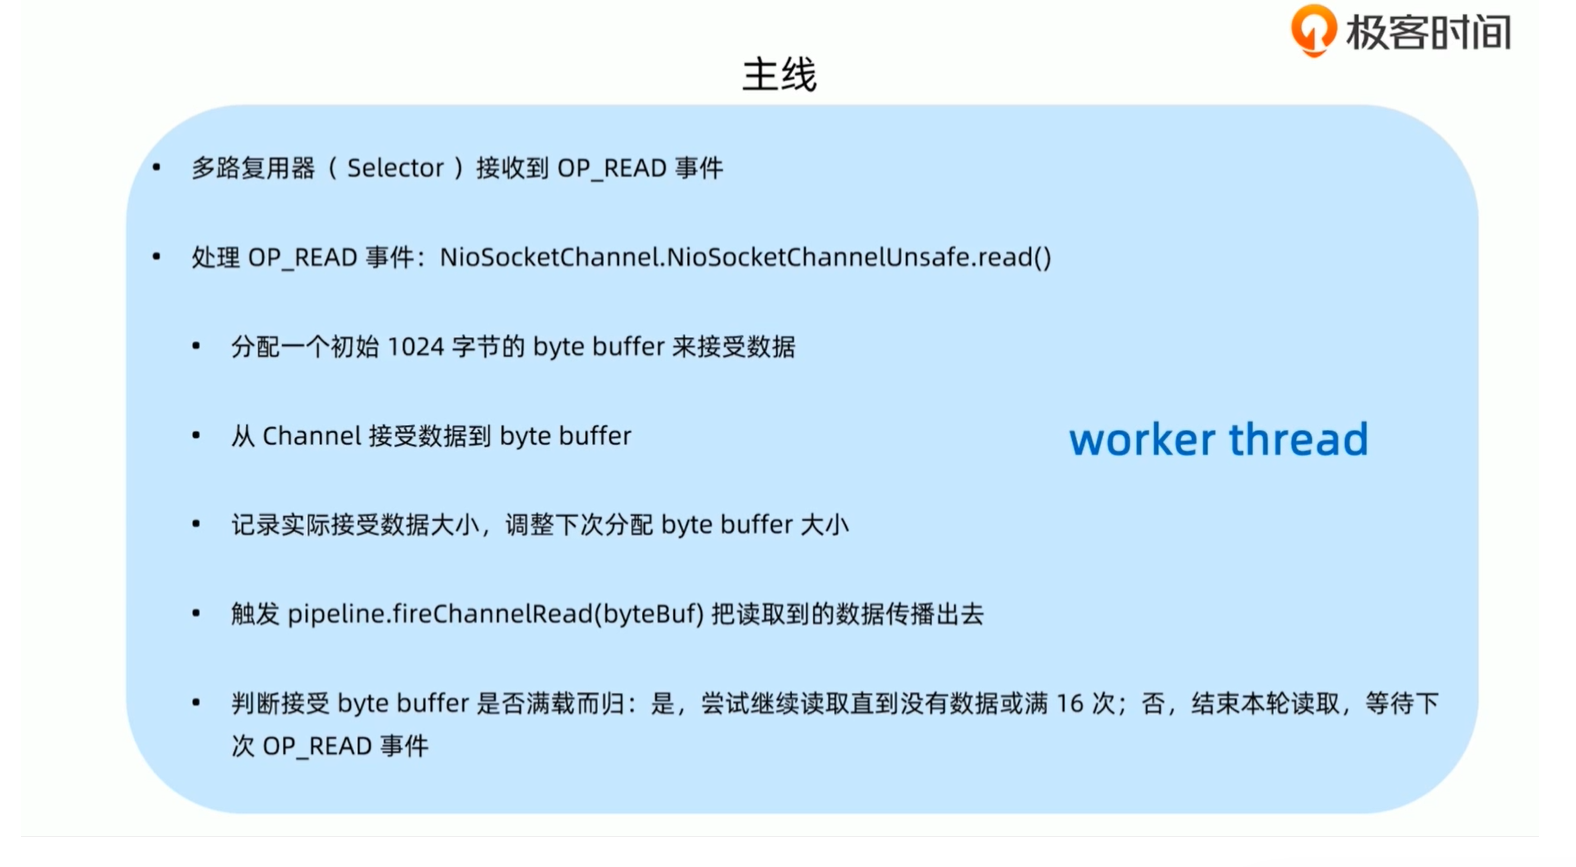 极客时间
主线
• 多路复用器（ Selector ）接收到 OP_READ 事件
• 处理 OP_READ 事件：NioSocketChannel.NioSocketChannelUnsafe.read()
• 分配一个初始 1024 字节的 byte buffer 来接受数据
• 从 Channel 接受数据到 byte buffer
worker thread
• 记录实际接受数据大小，调整下次分配 byte buffer 大小
• 触发 pipeline.fireChannelRead(byteBuf) 把读取到的数据传播出去
• 判断接受 byte buffer 是否满载而归：是，尝试继续读取直到没有数据或满 16 次；否，结束本轮读取，等待下
次 OP_READ 事件